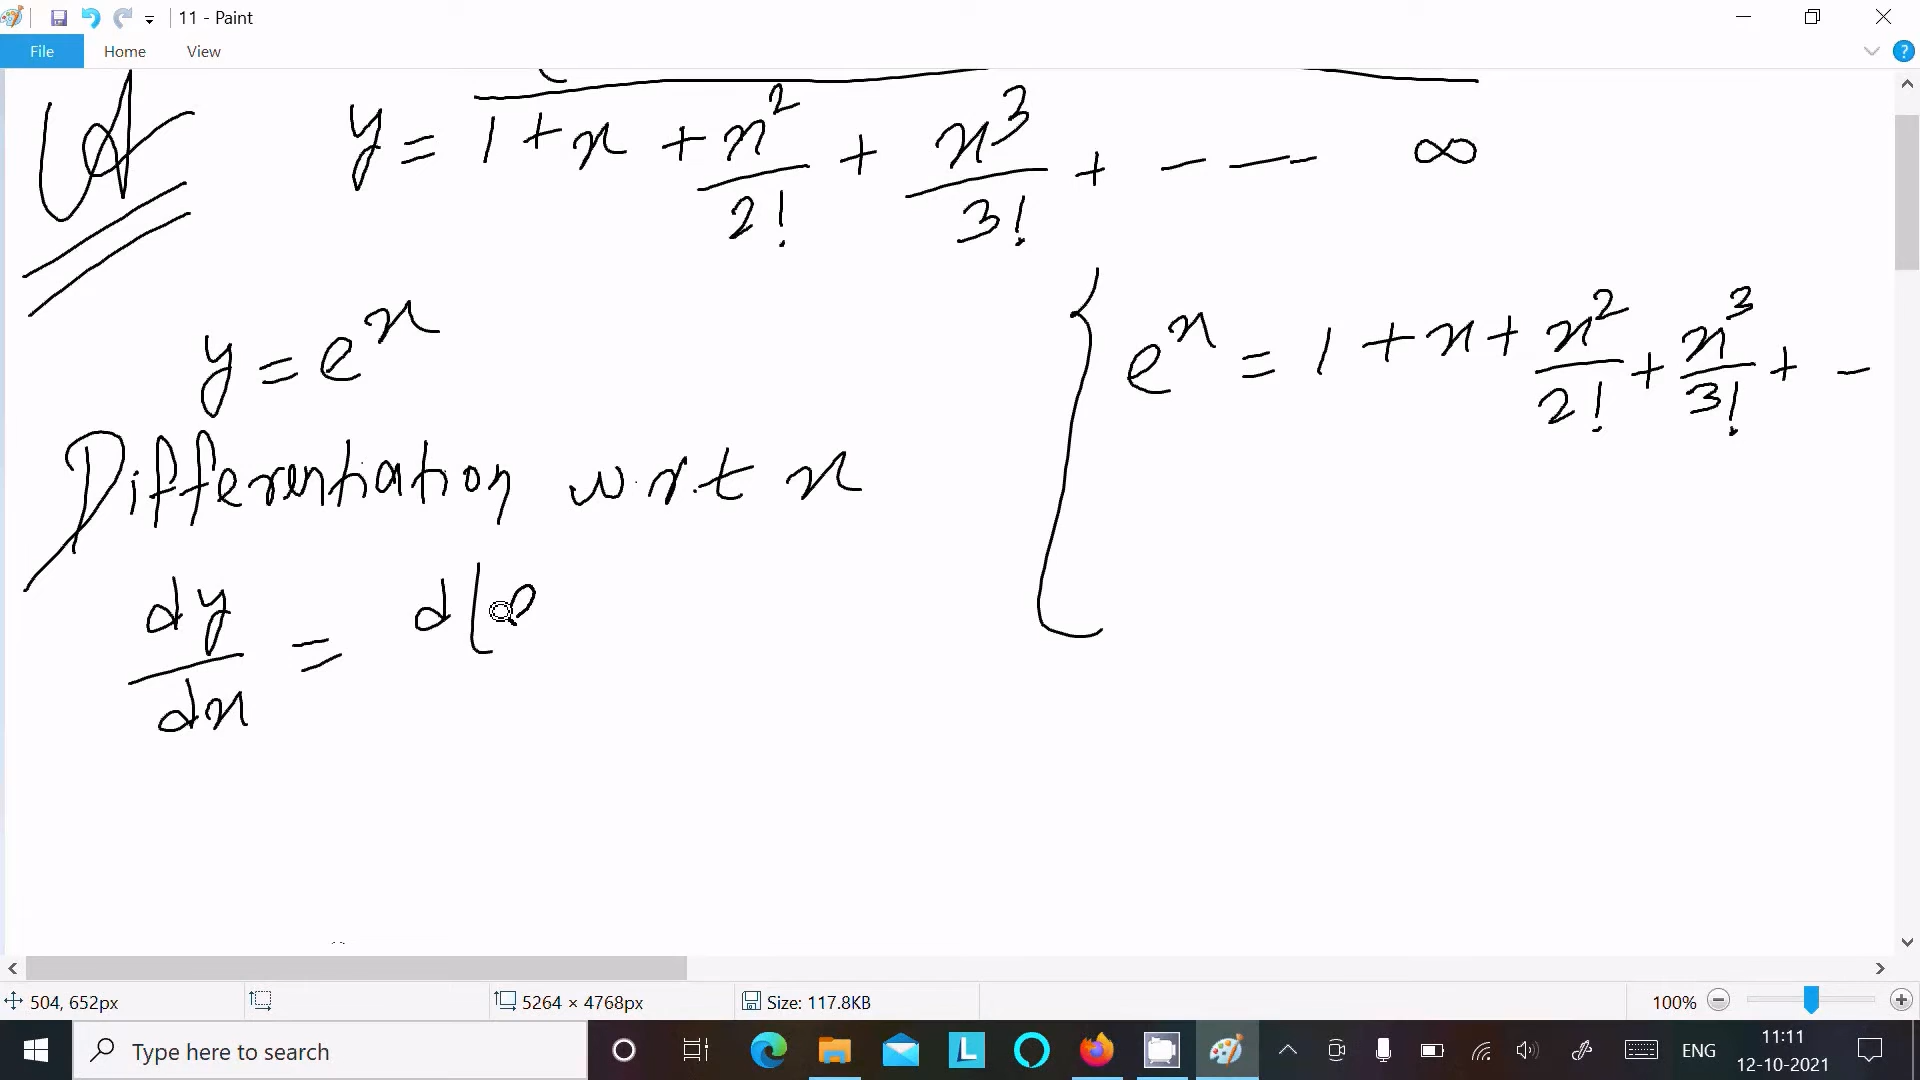 11 - Paint
File Home View
y = 1 + x + x²/2! + x³/3! + - - - ∞
y = eˣ
{ eˣ = 1 + x + x²/2! + x³/3! + -
Differentiation w.r.t x
dy/dx = d(e
504, 652px
5264 × 4768px
Size: 117.8KB
100%
Type here to search
L
ENG
11:11
12-10-2021